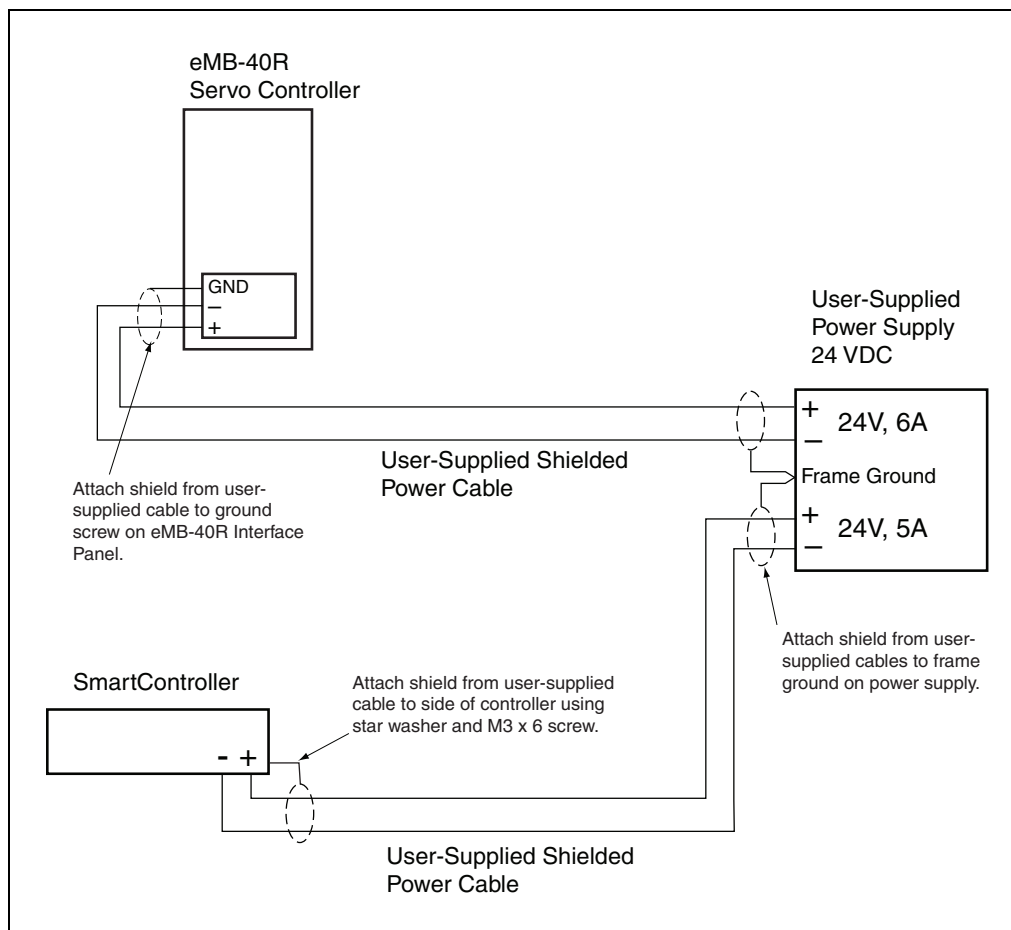 eMB-40R
Servo Controller
GND
–
+
User-Supplied
Power Supply
24 VDC
+ 24V, 6A
–
Frame Ground
+ 24V, 5A
–
User-Supplied Shielded
Power Cable
Attach shield from user-
supplied cable to ground
screw on eMB-40R Interface
Panel.
Attach shield from user-
supplied cables to frame
ground on power supply.
SmartController
- +
Attach shield from user-supplied
cable to side of controller using
star washer and M3 x 6 screw.
User-Supplied Shielded
Power Cable